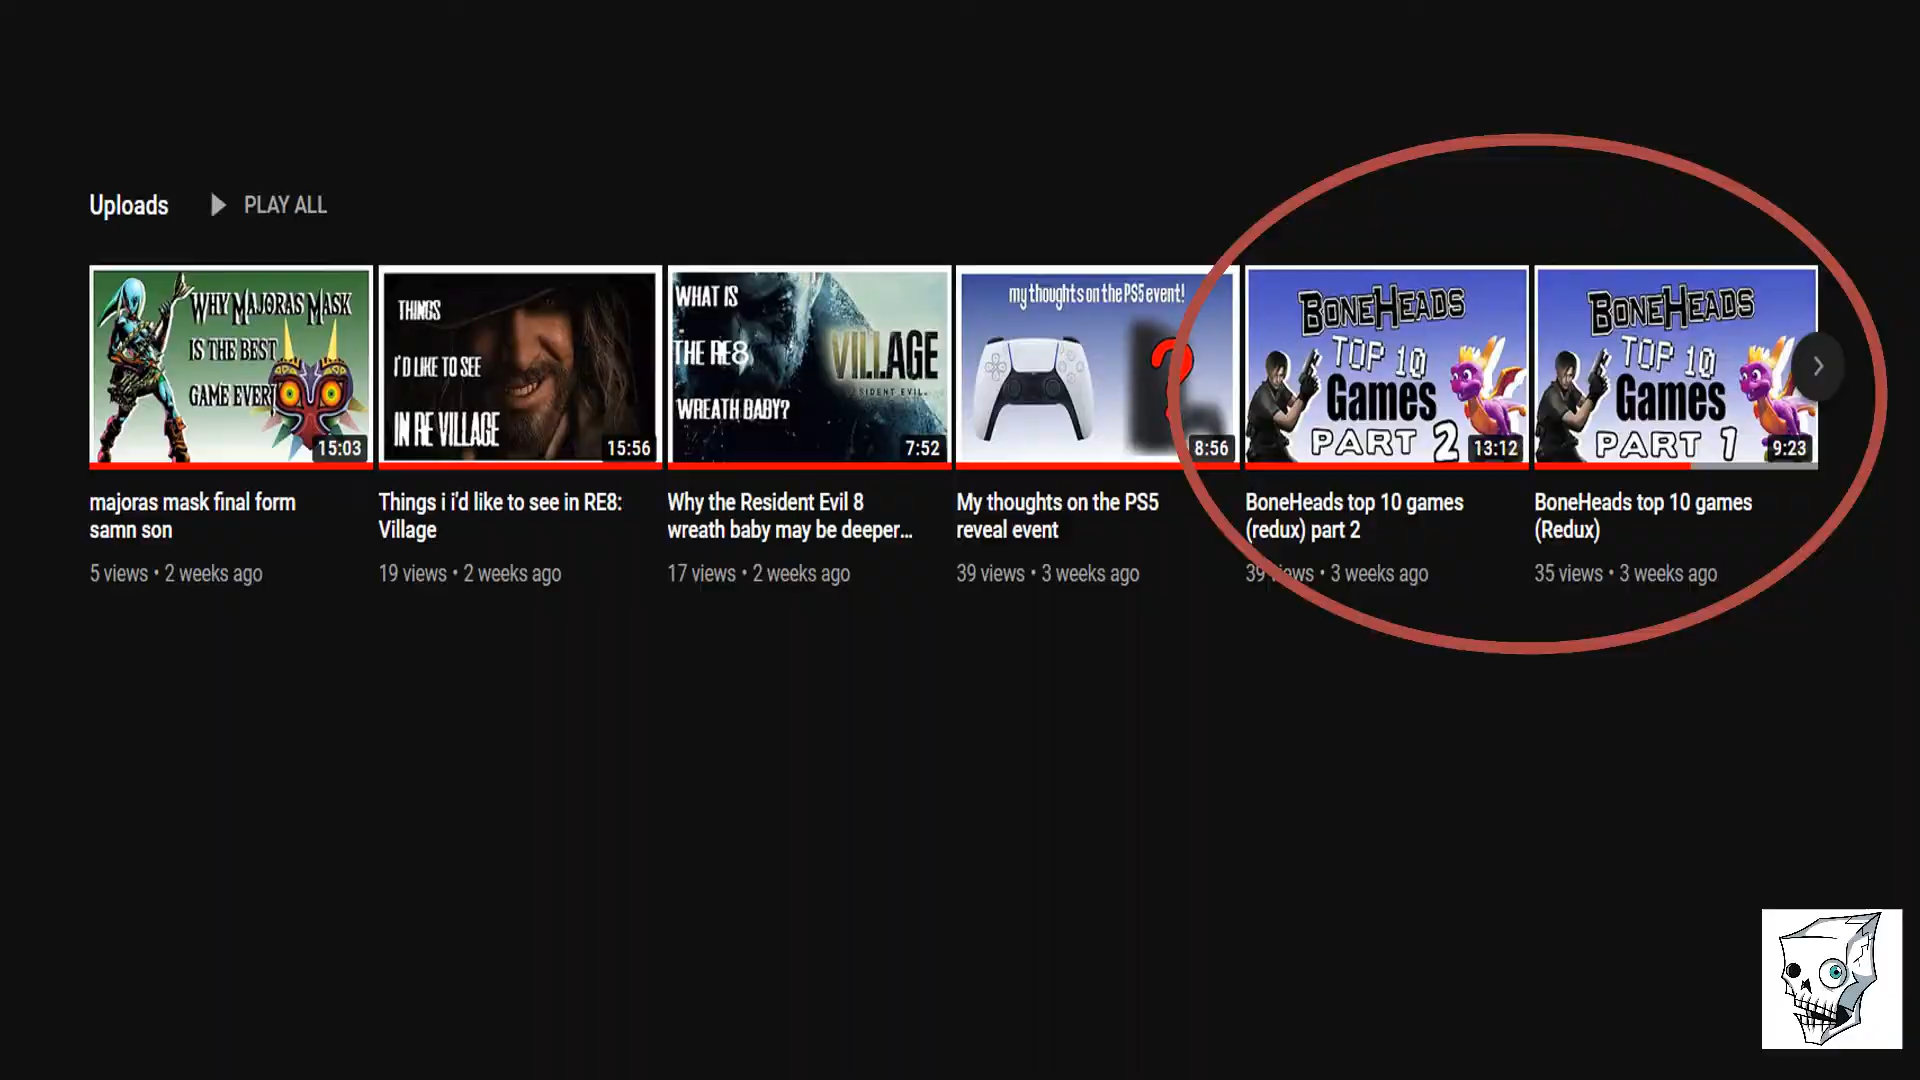 Uploads PLAY ALL
WHY MAJORAS MASK
IS THE BEST
GAME EVER!
15:03
THINGS
I'D LIKE TO SEE
IN RE VILLAGE
15:56
WHAT IS
THE RE8
WREATH BABY?
VILLAGE
RESIDENT EVIL
7:52
my thoughts on the PS5 event!
?
8:56
BONEHEADS
TOP 10
Games
PART 2
13:12
BONEHEADS
TOP 10
Games
PART 1
9:23
majoras mask final form
samn son
5 views • 2 weeks ago
Things i i'd like to see in RE8:
Village
19 views • 2 weeks ago
Why the Resident Evil 8
wreath baby may be deeper...
17 views • 2 weeks ago
My thoughts on the PS5
reveal event
39 views • 3 weeks ago
BoneHeads top 10 games
(redux) part 2
39 views • 3 weeks ago
BoneHeads top 10 games
(Redux)
35 views • 3 weeks ago